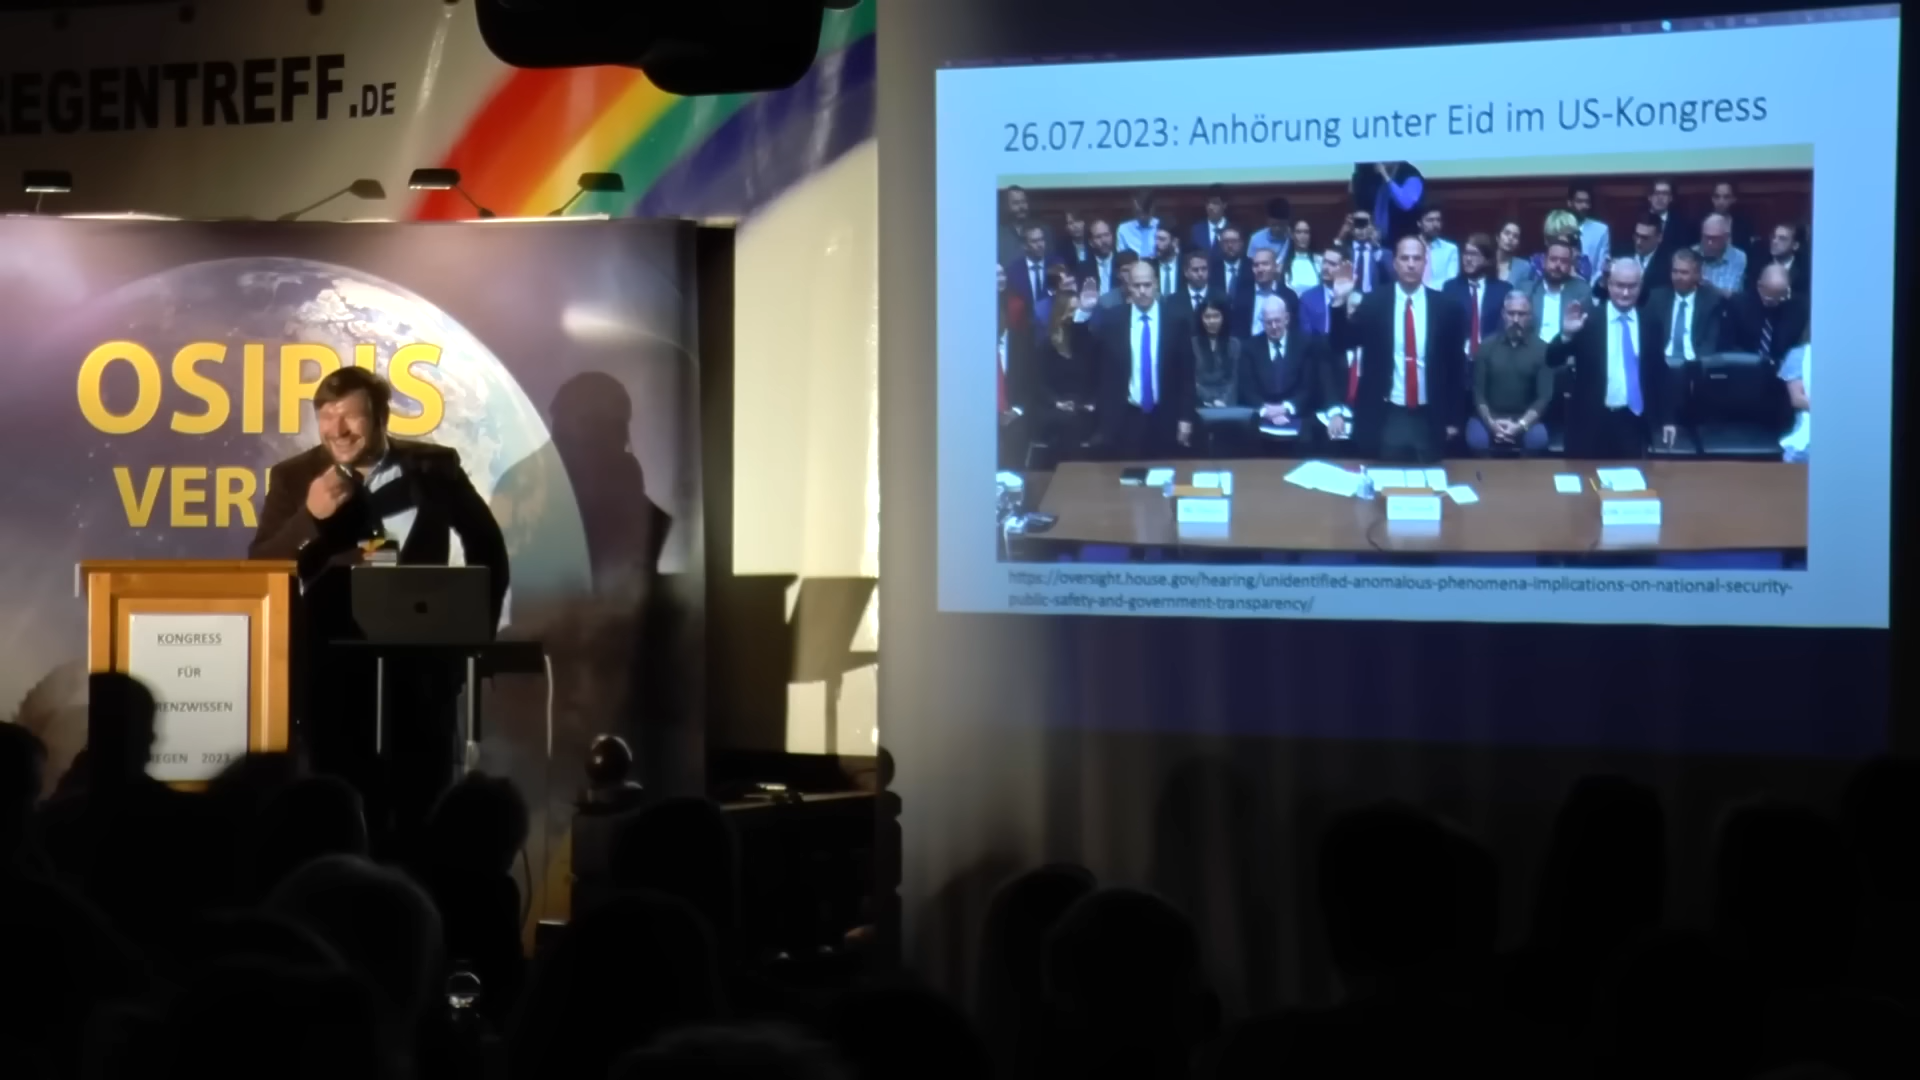 REGENTREFF.DE
OSIRIS
VER
KONGRESS
FÜR
RENZWISSEN
REGEN 2023
26.07.2023: Anhörung unter Eid im US-Kongress
https://oversight.house.gov/hearing/unidentified-anomalous-phenomena-implications-on-national-security-
public-safety-and-government-transparency/